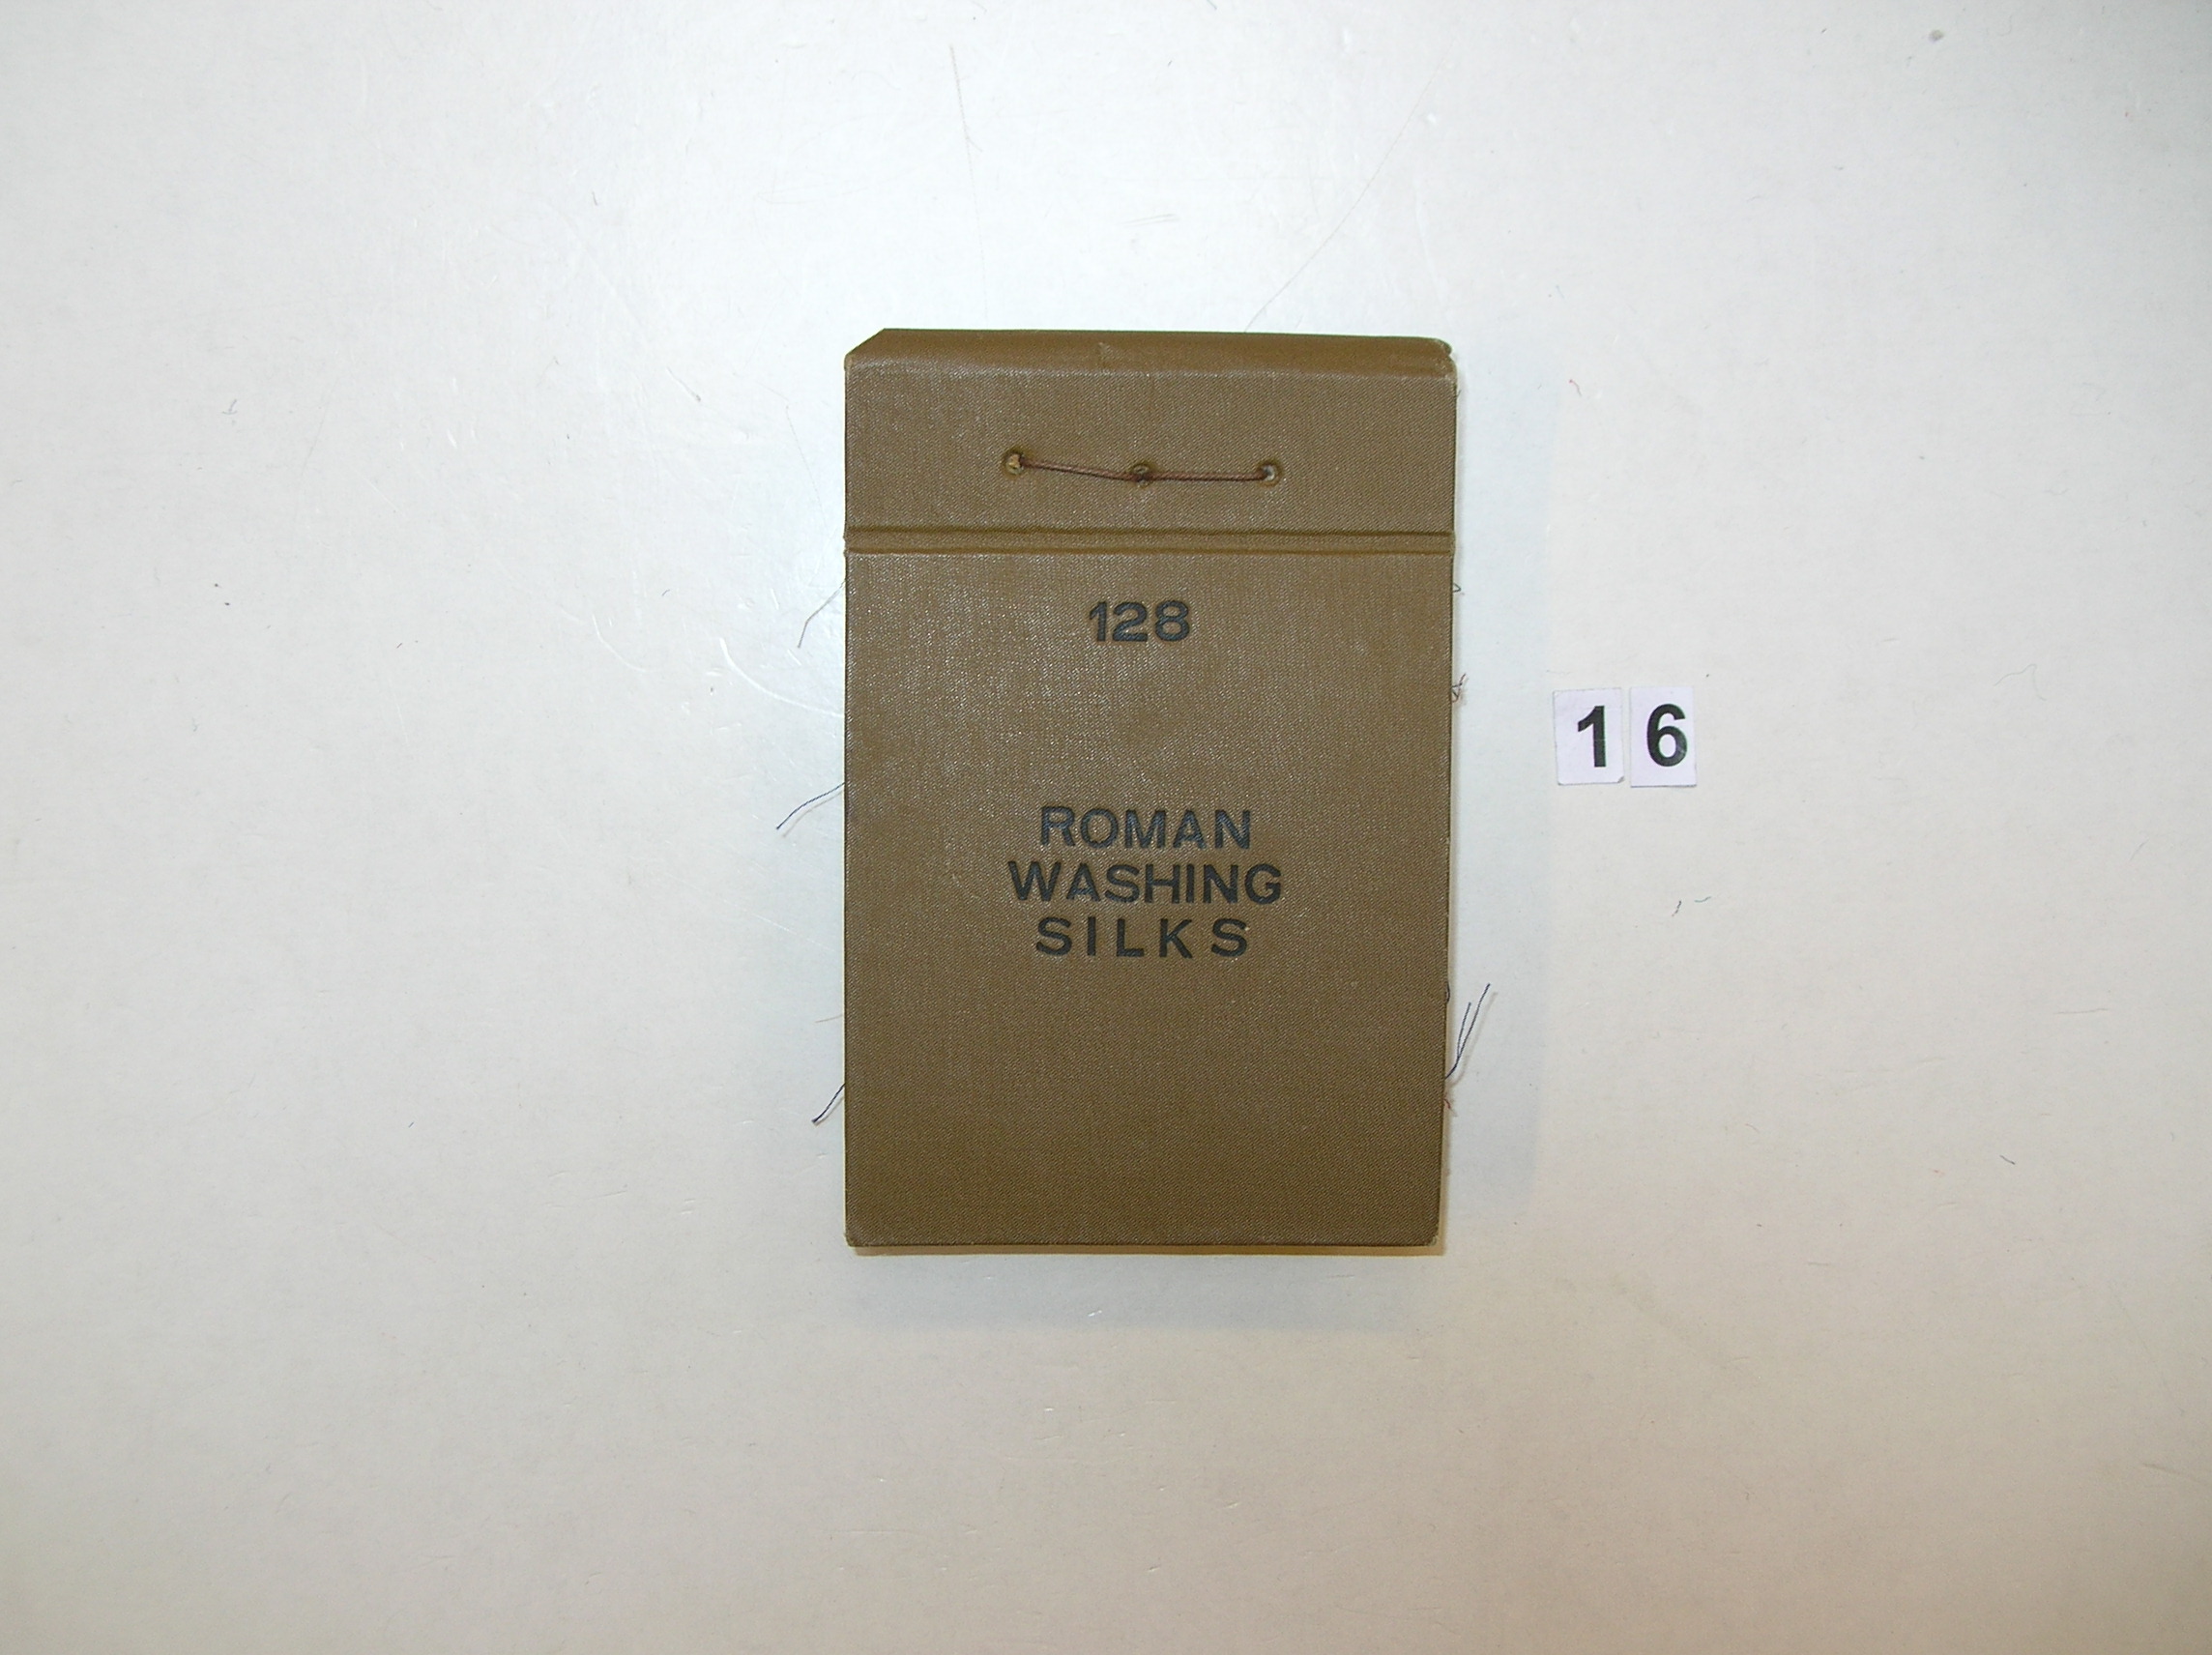 128
ROMAN
WASHING
SILKS
16